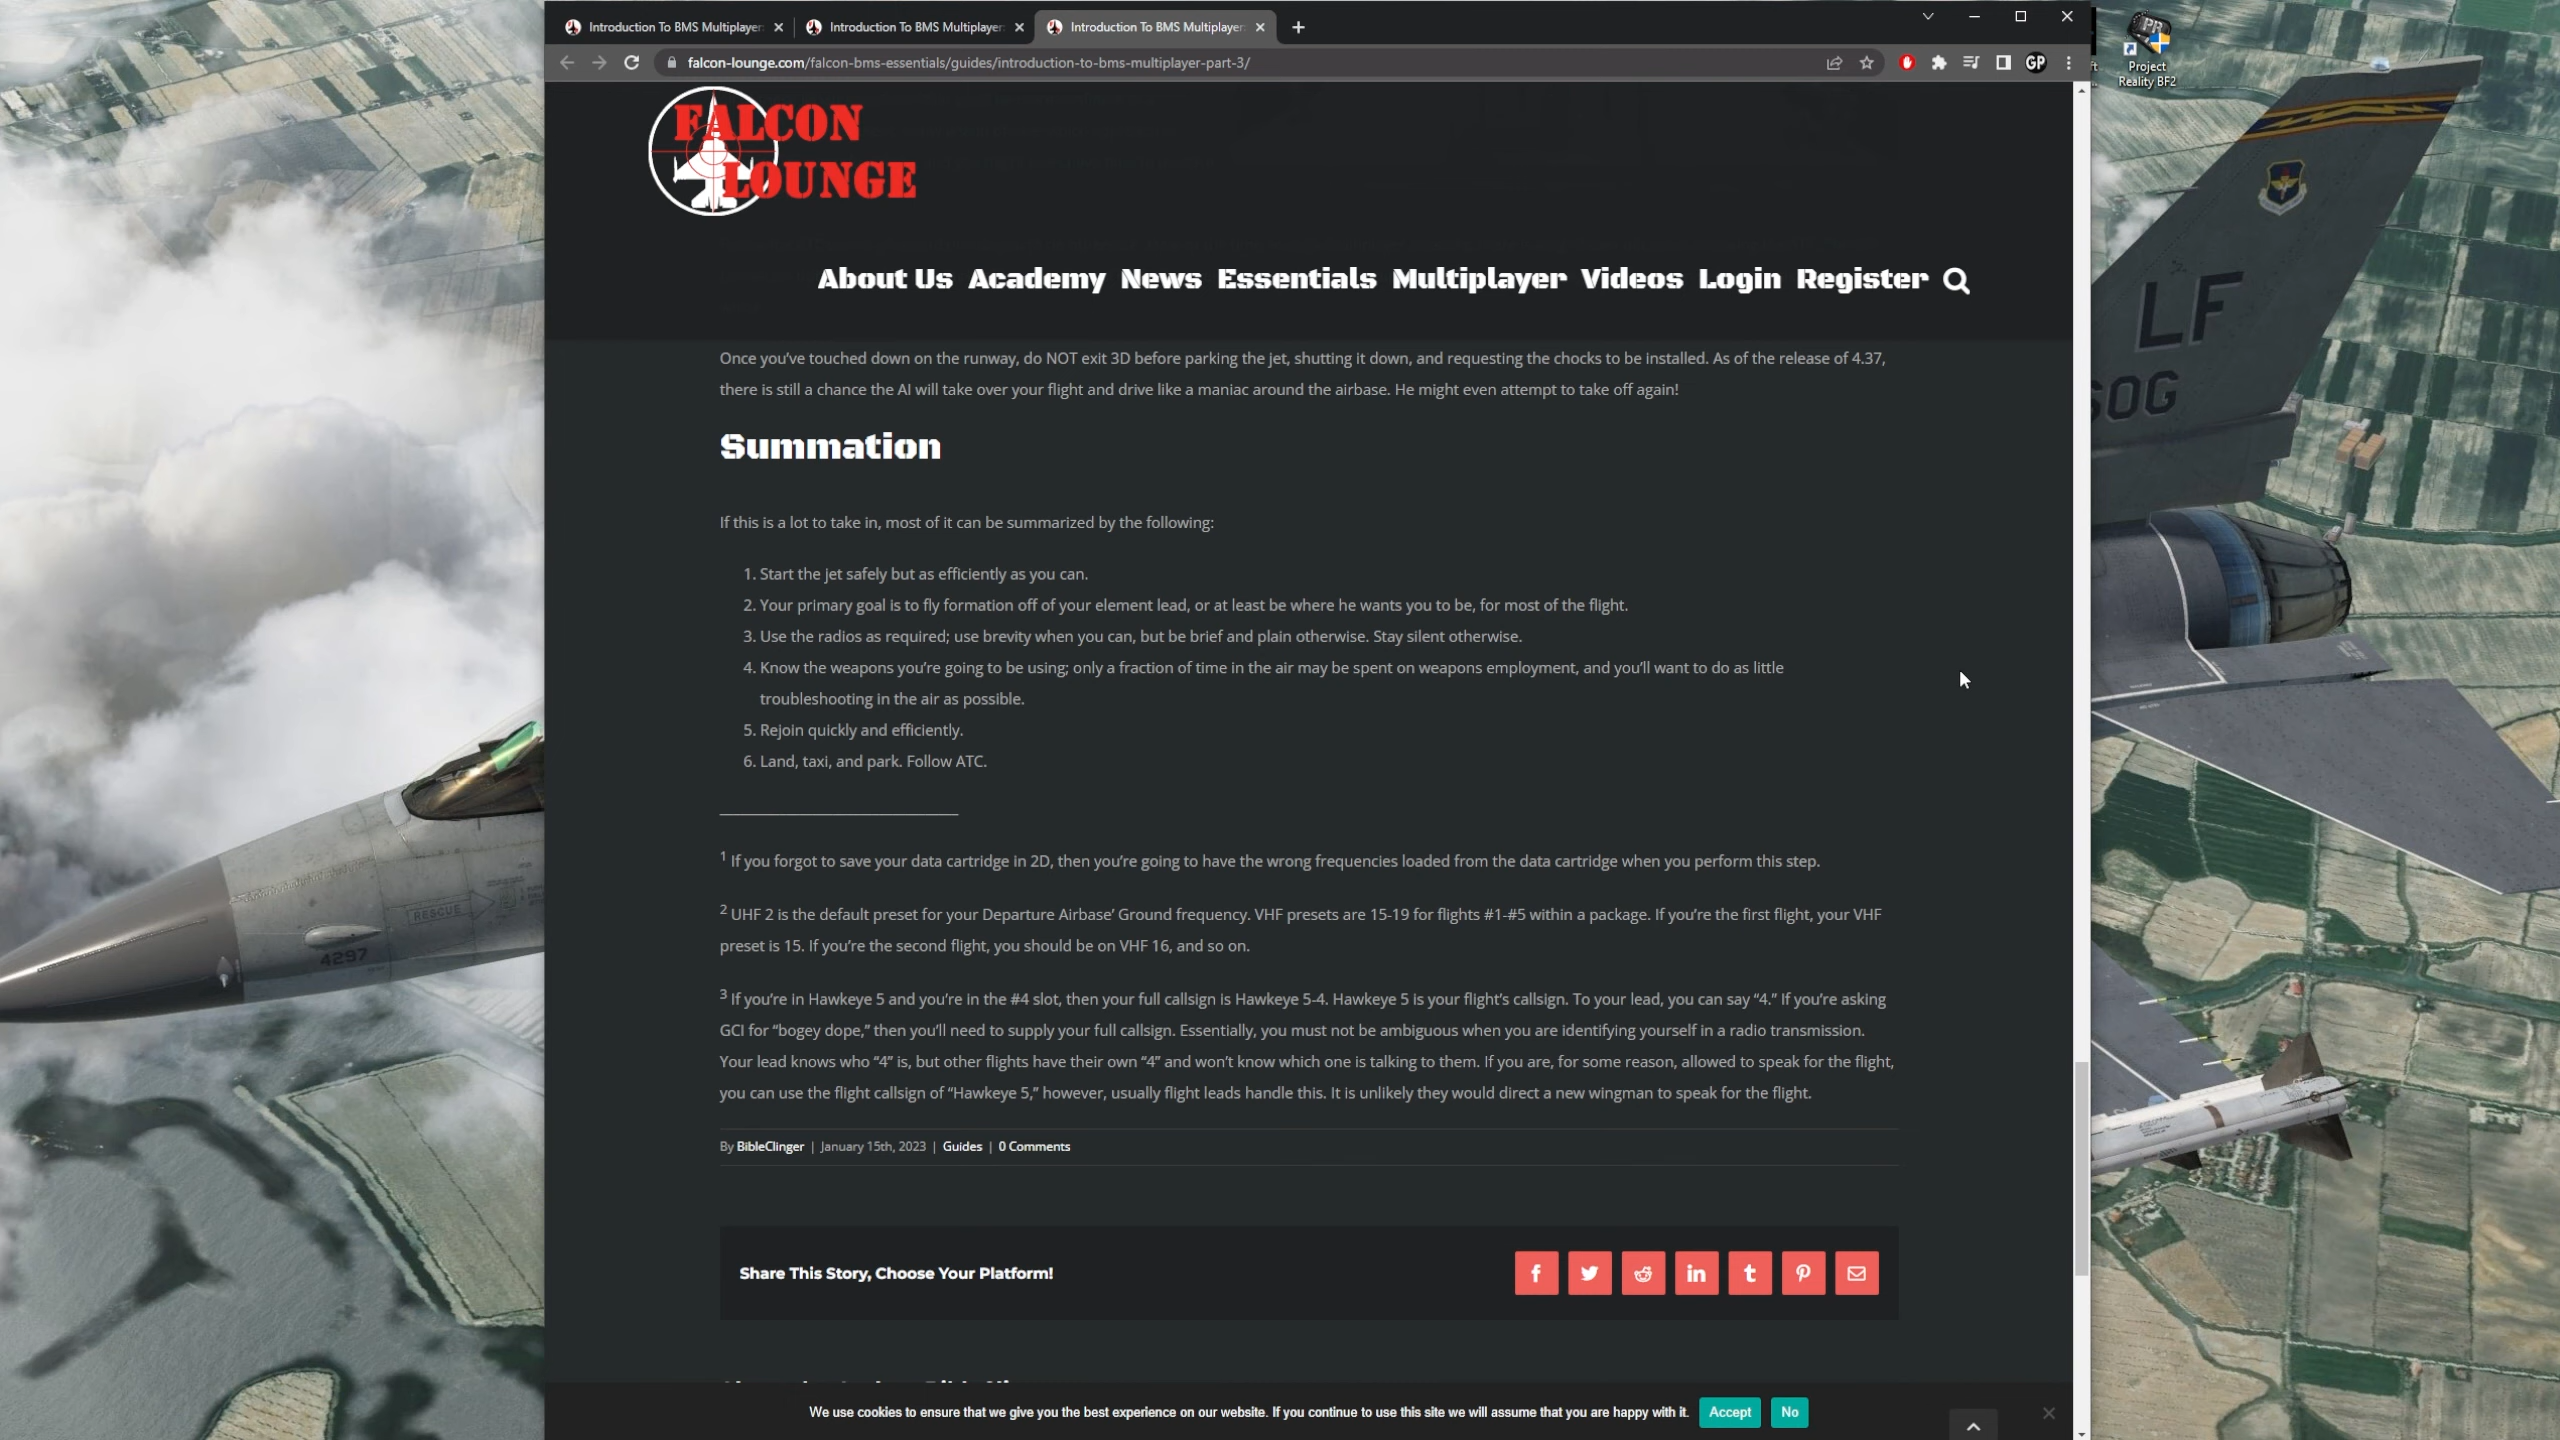 Introduction To BMS Multiplayer
Introduction To BMS Multiplayer
Introduction To BMS Multiplayer
falcon-lounge.com/falcon-bms-essentials/guides/introduction-to-bms-multiplayer-part-3/
GP
Project
Reality BF2
FALCON
LOUNGE
About Us Academy News Essentials Multiplayer Videos Login Register
Once you've touched down on the runway, do NOT exit 3D before parking the jet, shutting it down, and requesting the chocks to be installed. As of the release of 4.37,
there is still a chance the AI will take over your flight and drive like a maniac around the airbase. He might even attempt to take off again!
Summation
If this is a lot to take in, most of it can be summarized by the following:
1. Start the jet safely but as efficiently as you can.
2. Your primary goal is to fly formation off of your element lead, or at least be where he wants you to be, for most of the flight.
3. Use the radios as required; use brevity when you can, but be brief and plain otherwise. Stay silent otherwise.
4. Know the weapons you're going to be using; only a fraction of time in the air may be spent on weapons employment, and you'll want to do as little
troubleshooting in the air as possible.
5. Rejoin quickly and efficiently.
6. Land, taxi, and park. Follow ATC.
1 If you forgot to save your data cartridge in 2D, then you're going to have the wrong frequencies loaded from the data cartridge when you perform this step.
2 UHF 2 is the default preset for your Departure Airbase' Ground frequency. VHF presets are 15-19 for flights #1-#5 within a package. If you're the first flight, your VHF
preset is 15. If you're the second flight, you should be on VHF 16, and so on.
3 If you're in Hawkeye 5 and you're in the #4 slot, then your full callsign is Hawkeye 5-4. Hawkeye 5 is your flight's callsign. To your lead, you can say “4.” If you're asking
GCI for “bogey dope,” then you'll need to supply your full callsign. Essentially, you must not be ambiguous when you are identifying yourself in a radio transmission.
Your lead knows who “4” is, but other flights have their own “4” and won't know which one is talking to them. If you are, for some reason, allowed to speak for the flight,
you can use the flight callsign of “Hawkeye 5,” however, usually flight leads handle this. It is unlikely they would direct a new wingman to speak for the flight.
By BibleClinger | January 15th, 2023 | Guides | 0 Comments
Share This Story, Choose Your Platform!
We use cookies to ensure that we give you the best experience on our website. If you continue to use this site we will assume that you are happy with it. Accept No
LF
SOG
RESCUE
4297